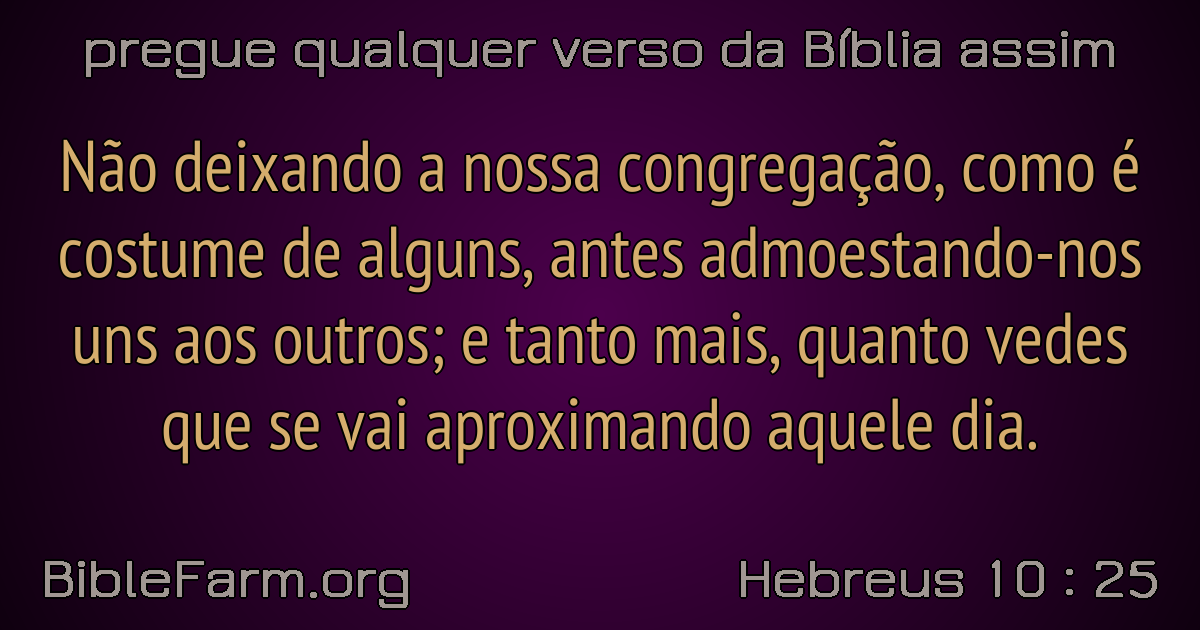 pregue qualquer verso da Bíblia assim
Não deixando a nossa congregação, como é
costume de alguns, antes admoestando-nos
uns aos outros; e tanto mais, quanto vedes
que se vai aproximando aquele dia.
BibleFarm.org
Hebreus 10 : 25